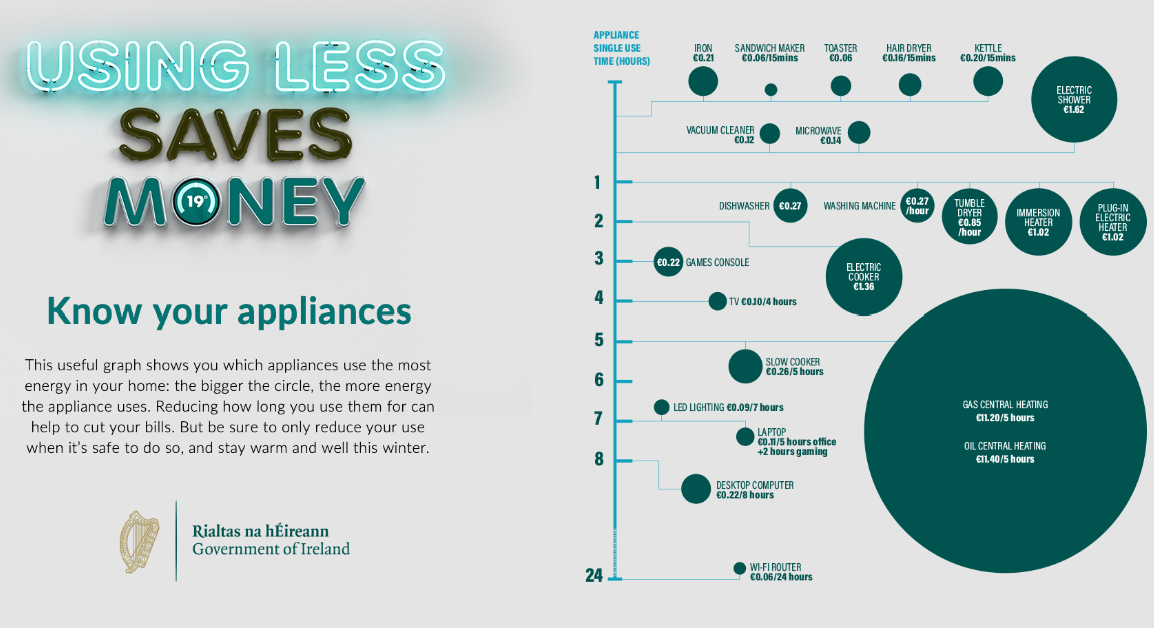 USING LESS
SAVES
MONEY
19°
Know your appliances
This useful graph shows you which appliances use the most
energy in your home: the bigger the circle, the more energy
the appliance uses. Reducing how long you use them for can
help to cut your bills. But be sure to only reduce your use
when it's safe to do so, and stay warm and well this winter.
Rialtas na hÉireann
Government of Ireland
APPLIANCE
SINGLE USE
TIME (HOURS)
IRON
€0.21
SANDWICH MAKER
€0.06/15mins
TOASTER
€0.06
HAIR DRYER
€0.16/15mins
KETTLE
€0.20/15mins
ELECTRIC
SHOWER
€1.62
VACUUM CLEANER
€0.12
MICROWAVE
€0.14
1
DISHWASHER
€0.27
WASHING MACHINE
€0.27
/hour
TUMBLE
DRYER
€0.85
/hour
IMMERSION
HEATER
€1.02
PLUG-IN
ELECTRIC
HEATER
€1.02
2
ELECTRIC
COOKER
€1.36
3
€0.22 GAMES CONSOLE
4
TV €0.10/4 hours
5
SLOW COOKER
€0.26/5 hours
GAS CENTRAL HEATING
€11.20/5 hours
OIL CENTRAL HEATING
€11.40/5 hours
6
LED LIGHTING €0.09/7 hours
7
LAPTOP
€0.11/5 hours office
+2 hours gaming
8
DESKTOP COMPUTER
€0.22/8 hours
24
WI-FI ROUTER
€0.06/24 hours